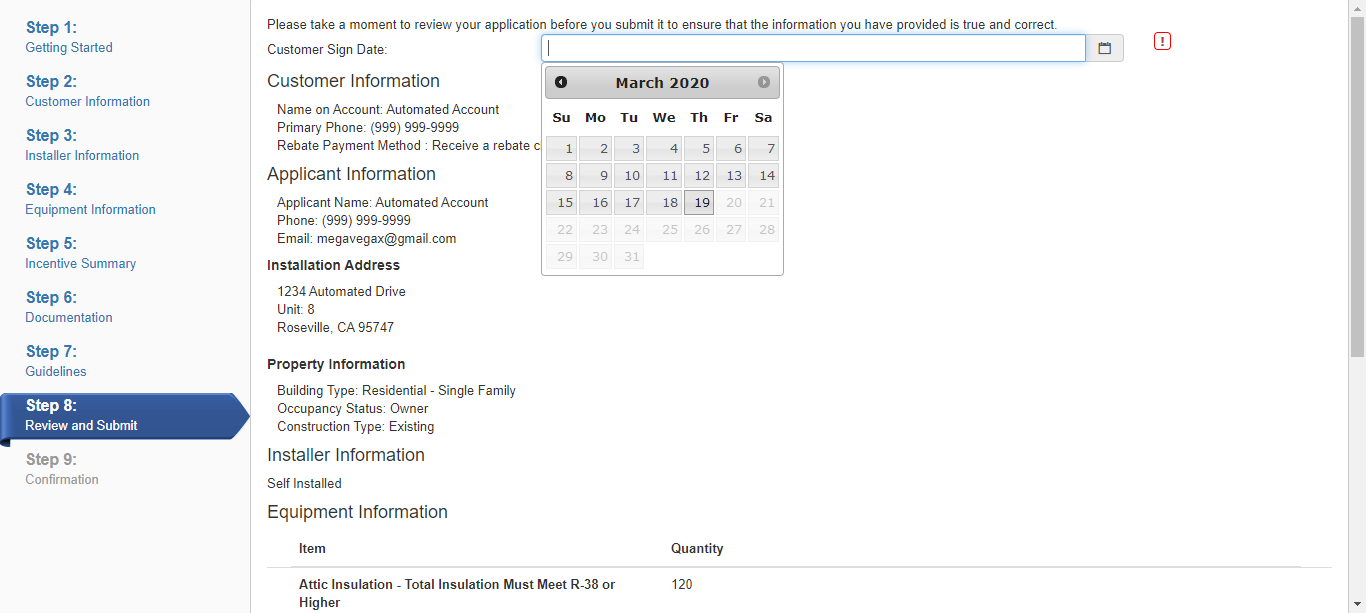 Step 1:
Getting Started
Step 2:
Customer Information
Step 3:
Installer Information
Step 4:
Equipment Information
Step 5:
Incentive Summary
Step 6:
Documentation
Step 7:
Guidelines
Step 8:
Review and Submit
Step 9:
Confirmation
Please take a moment to review your application before you submit it to ensure that the information you have provided is true and correct.
Customer Sign Date:
!
March 2020
Su Mo Tu We Th Fr Sa
1 2 3 4 5 6 7
8 9 10 11 12 13 14
15 16 17 18 19 20 21
22 23 24 25 26 27 28
29 30 31
Customer Information
Name on Account: Automated Account
Primary Phone: (999) 999-9999
Rebate Payment Method : Receive a rebate
Applicant Information
Applicant Name: Automated Account
Phone: (999) 999-9999
Email: megavegax@gmail.com
Installation Address
1234 Automated Drive
Unit: 8
Roseville, CA 95747
Property Information
Building Type: Residential - Single Family
Occupancy Status: Owner
Construction Type: Existing
Installer Information
Self Installed
Equipment Information
Item Quantity
Attic Insulation - Total Insulation Must Meet R-38 or 120
Higher